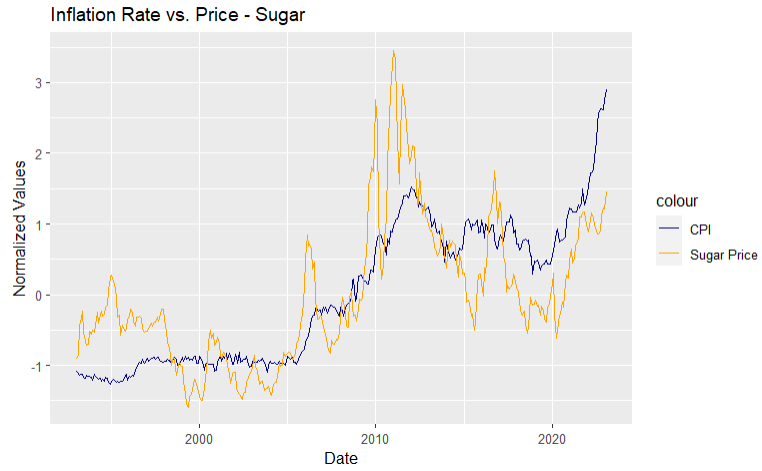 Inflation Rate vs. Price - Sugar
Normalized Values
3
2
1
0
-1
2000
2010
2020
Date
colour
CPI
Sugar Price